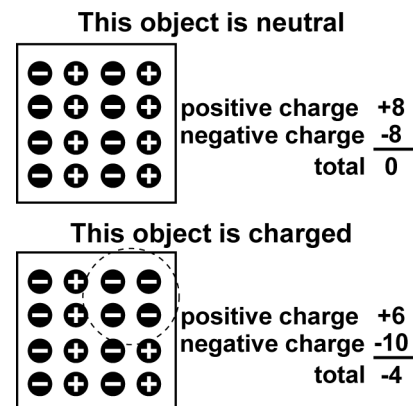 This object is neutral
− + − +
− + − +
− + − +
− + − +
positive charge +8
negative charge -8
total 0
This object is charged
− + − −
− + − −
− + − +
− + − +
positive charge +6
negative charge -10
total -4